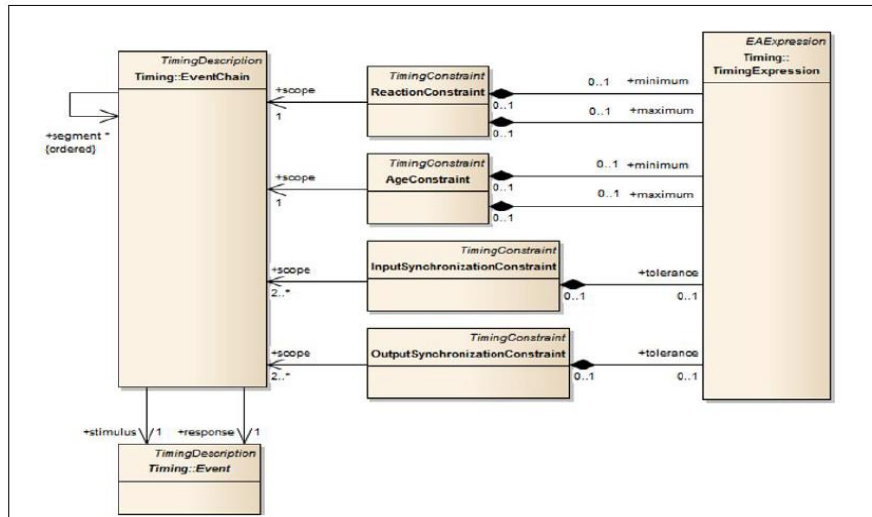 TimingDescription
Timing::EventChain
+segment *
{ordered}
+scope
1
TimingConstraint
ReactionConstraint
0..1
0..1
0..1 +minimum
0..1 +maximum
EAExpression
Timing::
TimingExpression
+scope
1
TimingConstraint
AgeConstraint
0..1
0..1
0..1 +minimum
0..1 +maximum
+scope
2..*
TimingConstraint
InputSynchronizationConstraint
0..1
+tolerance
0..1
+scope
2..*
TimingConstraint
OutputSynchronizationConstraint
0..1
+tolerance
0..1
+stimulus 1 +response 1
TimingDescription
Timing::Event